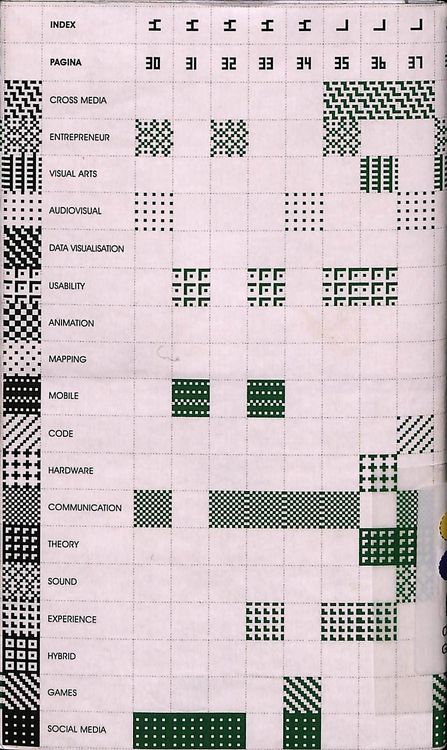 INDEX H H H H H L L L
PAGINA 30 31 32 33 34 35 36 37
CROSS MEDIA
ENTREPRENEUR
VISUAL ARTS
AUDIOVISUAL
DATA VISUALISATION
USABILITY
ANIMATION
MAPPING
MOBILE
CODE
HARDWARE
COMMUNICATION
THEORY
SOUND
EXPERIENCE
HYBRID
GAMES
SOCIAL MEDIA